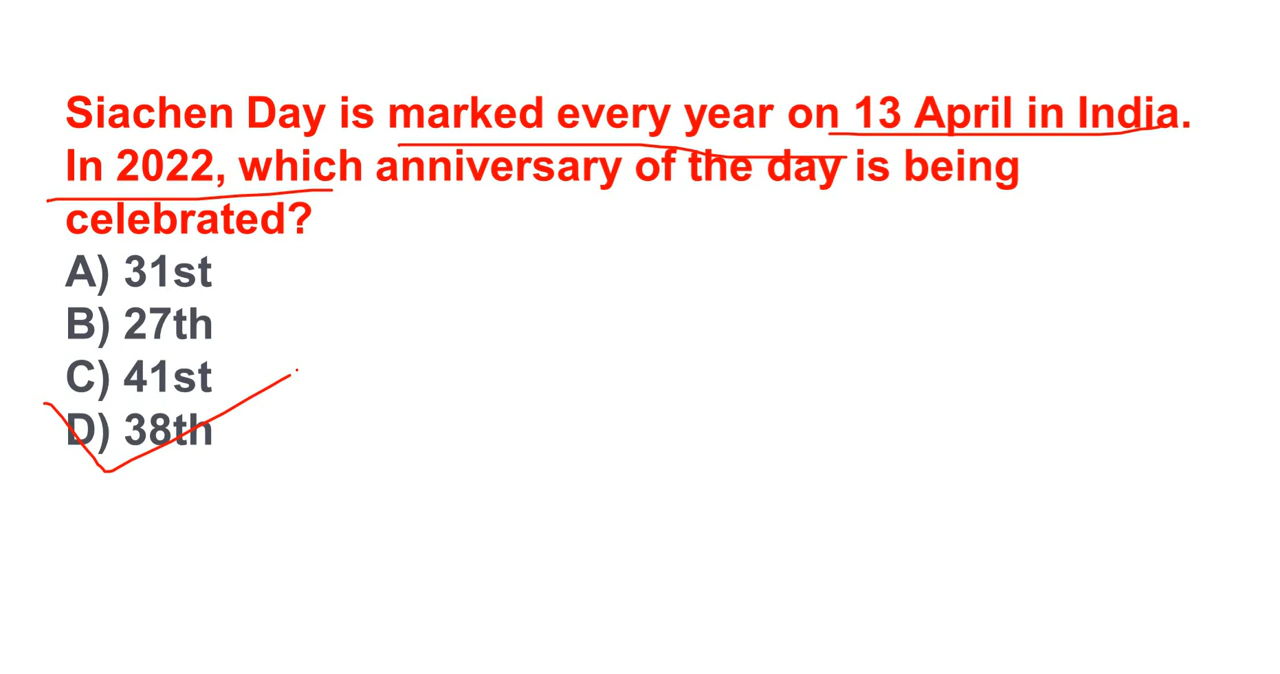 Siachen Day is marked every year on 13 April in India.
In 2022, which anniversary of the day is being
celebrated?
A) 31st
B) 27th
C) 41st
D) 38th